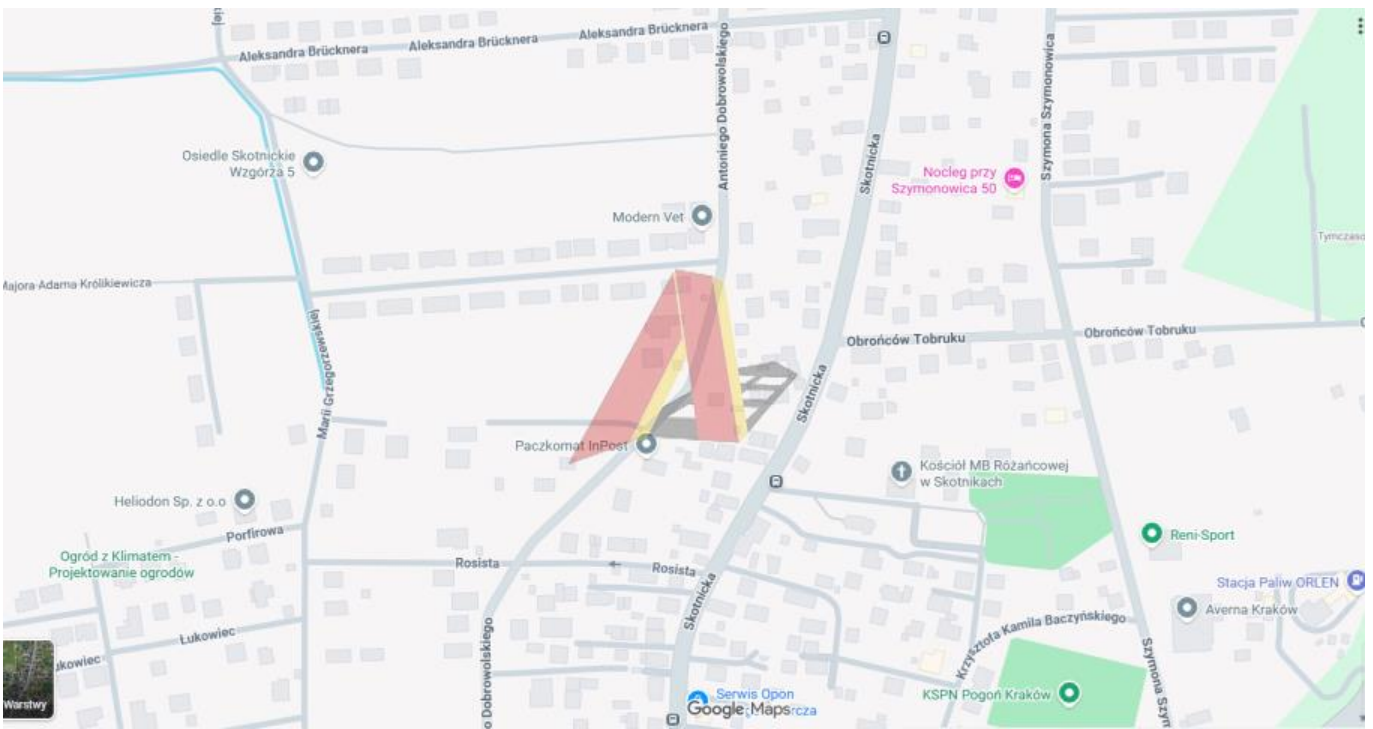 Aleksandra Brücknera
Aleksandra Brücknera
Aleksandra Brücknera
Antoniego Dobrowolskiego
Skotnicka
Szymona Szymonowica
Osiedle Skotnickie
Wzgórza 5
Nocleg przy
Szymonowica 50
Modern Vet
Tymczaso
Majora Adama Królikiewicza
Marii Grzegorzewskiej
Obrońców Tobruku
Obrońców Tobruku
Skotnicka
Paczkomat InPost
Kościół MB Różańcowej
w Skotnikach
Heliodon Sp. z o.o
Porfirowa
Reni-Sport
Ogród z Klimatem -
Projektowanie ogrodów
Rosista
Rosista
Skotnicka
Stacja Paliw ORLEN
Averna Kraków
Łukowiec
ukowiec
Krzysztofa Kamila Baczyńskiego
o Dobrowolskiego
Szymona Szym
KSPN Pogoń Kraków
Warstwy
Serwis Opon
Google Maps
rcza